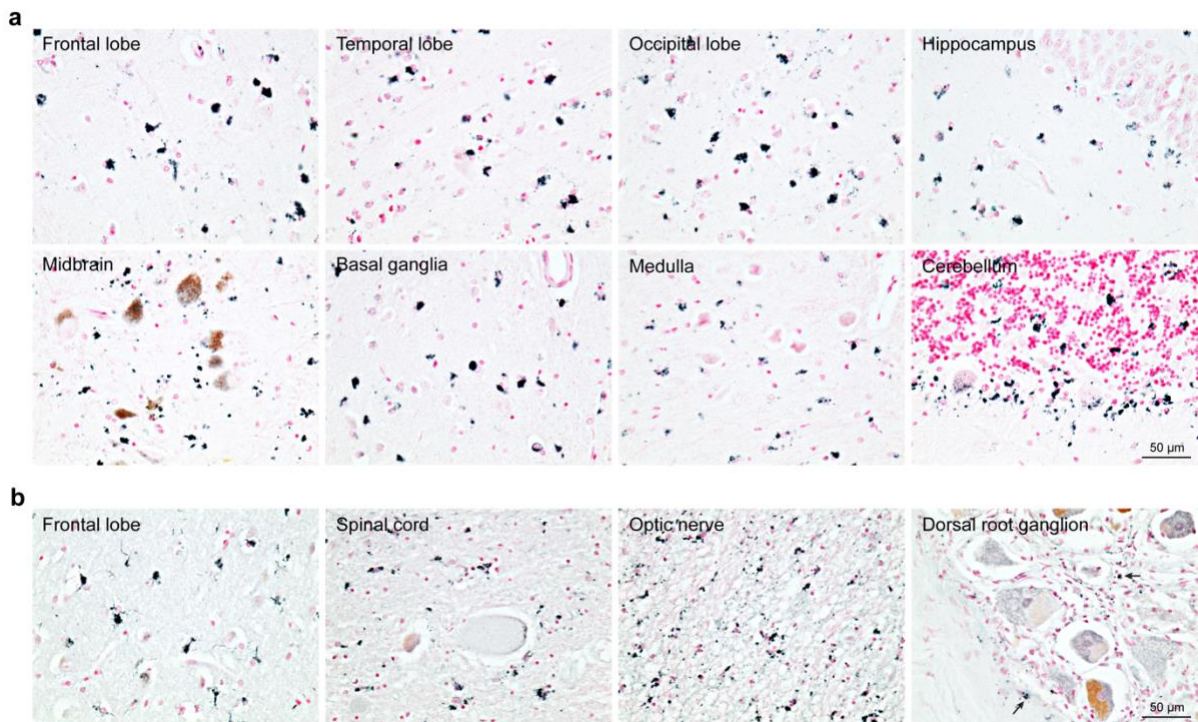 a
Frontal lobe
Temporal lobe
Occipital lobe
Hippocampus
Midbrain
Basal ganglia
Medulla
Cerebellum
50 µm
b
Frontal lobe
Spinal cord
Optic nerve
Dorsal root ganglion
50 µm